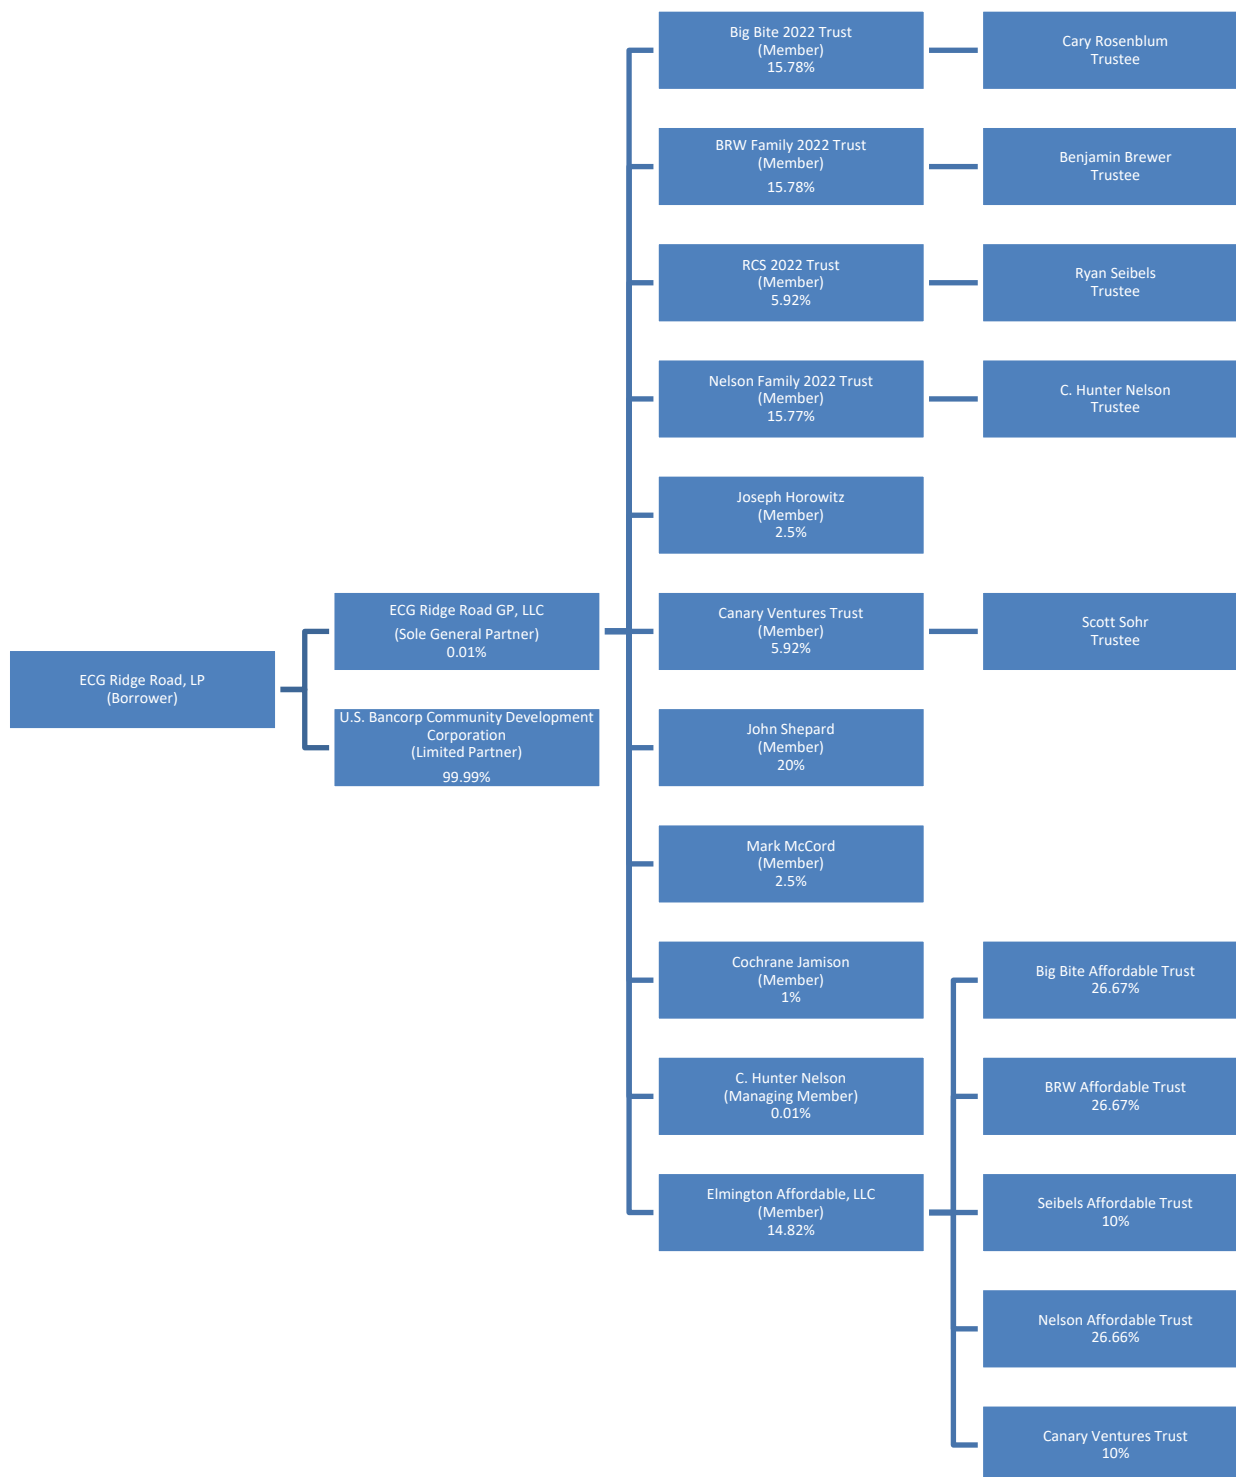 ECG Ridge Road, LP
(Borrower)
ECG Ridge Road GP, LLC
(Sole General Partner)
0.01%
U.S. Bancorp Community Development
Corporation
(Limited Partner)
99.99%
Big Bite 2022 Trust
(Member)
15.78%
Cary Rosenblum
Trustee
BRW Family 2022 Trust
(Member)
15.78%
Benjamin Brewer
Trustee
RCS 2022 Trust
(Member)
5.92%
Ryan Seibels
Trustee
Nelson Family 2022 Trust
(Member)
15.77%
C. Hunter Nelson
Trustee
Joseph Horowitz
(Member)
2.5%
Canary Ventures Trust
(Member)
5.92%
Scott Sohr
Trustee
John Shepard
(Member)
20%
Mark McCord
(Member)
2.5%
Cochrane Jamison
(Member)
1%
C. Hunter Nelson
(Managing Member)
0.01%
Elmington Affordable, LLC
(Member)
14.82%
Big Bite Affordable Trust
26.67%
BRW Affordable Trust
26.67%
Seibels Affordable Trust
10%
Nelson Affordable Trust
26.66%
Canary Ventures Trust
10%